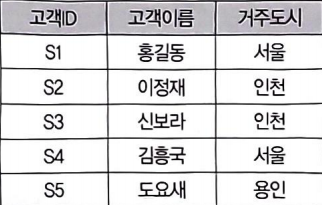 고객ID 고객이름 거주도시
S1 홍길동 서울
S2 이정재 인천
S3 신보라 인천
S4 김흥국 서울
S5 도요새 용인